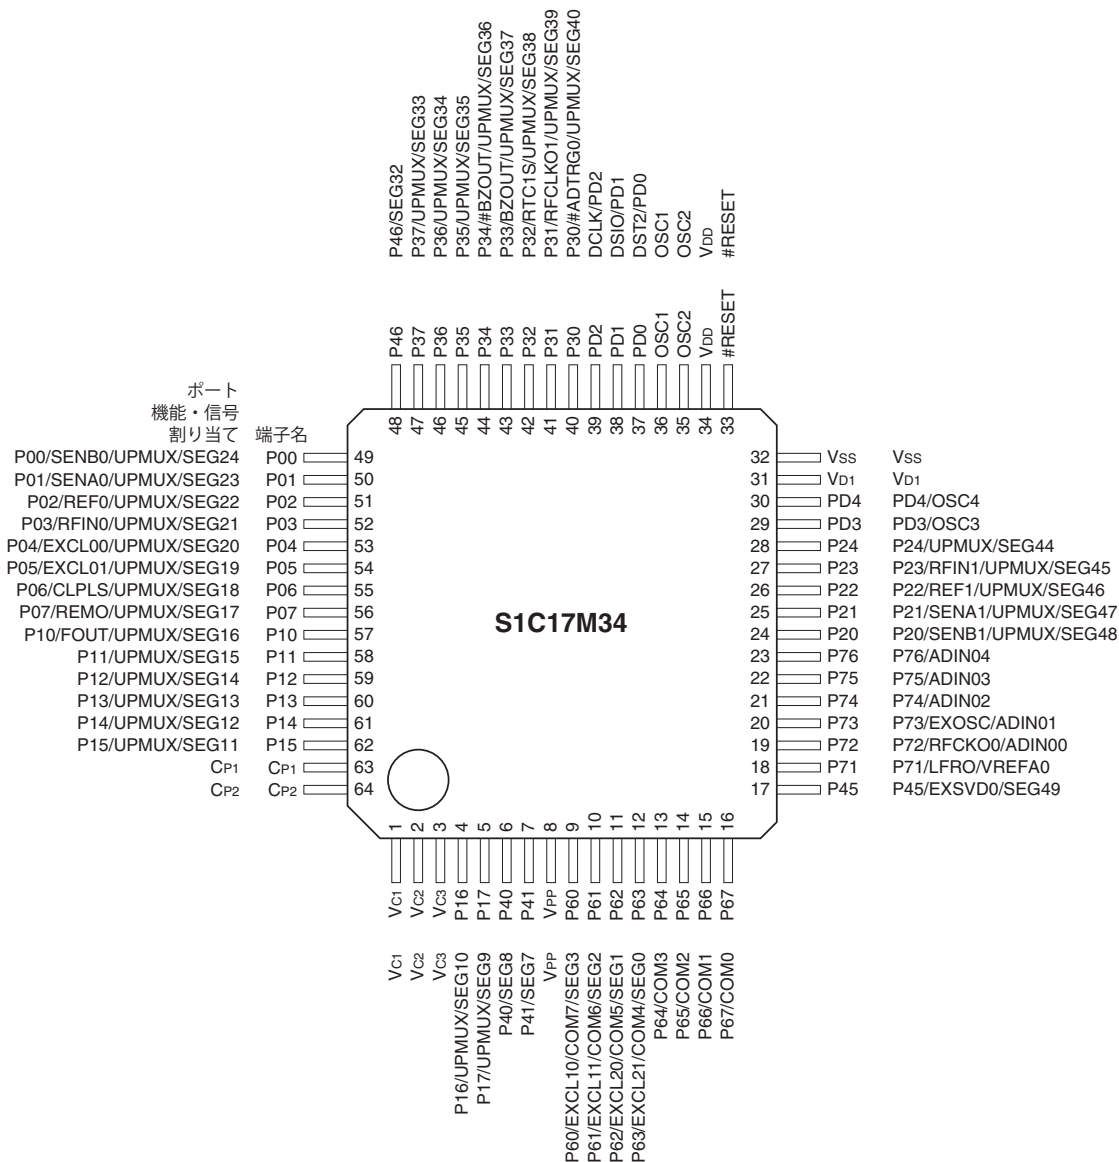 P46/SEG32
P37/UPMUX/SEG33
P36/UPMUX/SEG34
P35/UPMUX/SEG35
P34/#BZOUT/UPMUX/SEG36
P33/BZOUT/UPMUX/SEG37
P32/RTC1S/UPMUX/SEG38
P31/RFCLKO1/UPMUX/SEG39
P30/#ADTRG0/UPMUX/SEG40
DCLK/PD2
DSIO/PD1
DST2/PD0
OSC1
OSC2
VDD
#RESET
P46
P37
P36
P35
P34
P33
P32
P31
P30
PD2
PD1
PD0
OSC1
OSC2
VDD
#RESET
48
47
46
45
44
43
42
41
40
39
38
37
36
35
34
33
ポート
機能・信号
割り当て 端子名
P00/SENB0/UPMUX/SEG24 P00 49
P01/SENA0/UPMUX/SEG23 P01 50
P02/REF0/UPMUX/SEG22 P02 51
P03/RFIN0/UPMUX/SEG21 P03 52
P04/EXCL00/UPMUX/SEG20 P04 53
P05/EXCL01/UPMUX/SEG19 P05 54
P06/CLPLS/UPMUX/SEG18 P06 55
P07/REMO/UPMUX/SEG17 P07 56
P10/FOUT/UPMUX/SEG16 P10 57
P11/UPMUX/SEG15 P11 58
P12/UPMUX/SEG14 P12 59
P13/UPMUX/SEG13 P13 60
P14/UPMUX/SEG12 P14 61
P15/UPMUX/SEG11 P15 62
CP1 CP1 63
CP2 CP2 64
S1C17M34
32 VSS VSS
31 VD1 VD1
30 PD4 PD4/OSC4
29 PD3 PD3/OSC3
28 P24 P24/UPMUX/SEG44
27 P23 P23/RFIN1/UPMUX/SEG45
26 P22 P22/REF1/UPMUX/SEG46
25 P21 P21/SENA1/UPMUX/SEG47
24 P20 P20/SENB1/UPMUX/SEG48
23 P76 P76/ADIN04
22 P75 P75/ADIN03
21 P74 P74/ADIN02
20 P73 P73/EXOSC/ADIN01
19 P72 P72/RFCKO0/ADIN00
18 P71 P71/LFRO/VREFA0
17 P45 P45/EXSVD0/SEG49
1
2
3
4
5
6
7
8
9
10
11
12
13
14
15
16
VC1
VC2
VC3
P16
P17
P40
P41
VPP
P60
P61
P62
P63
P64
P65
P66
P67
VC1
VC2
VC3
P16/UPMUX/SEG10
P17/UPMUX/SEG9
P40/SEG8
P41/SEG7
VPP
P60/EXCL10/COM7/SEG3
P61/EXCL11/COM6/SEG2
P62/EXCL20/COM5/SEG1
P63/EXCL21/COM4/SEG0
P64/COM3
P65/COM2
P66/COM1
P67/COM0